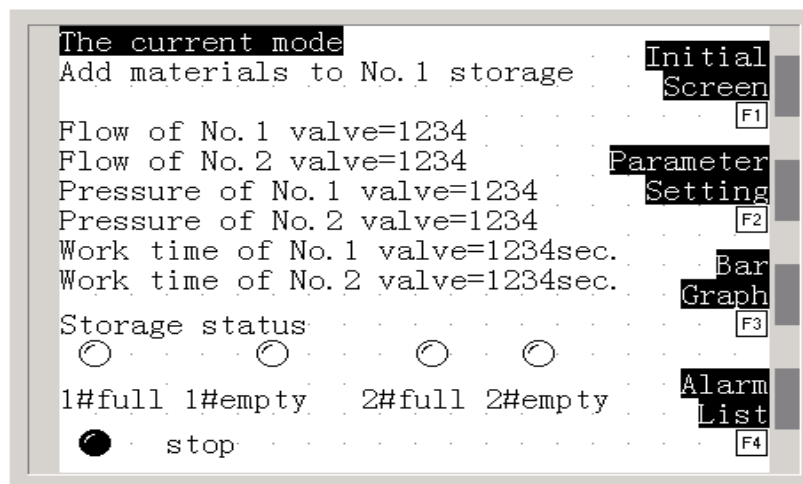 The current mode
Add materials to No.1 storage
Initial
Screen
F1
Flow of No.1 valve=1234
Flow of No.2 valve=1234
Parameter
Setting
F2
Pressure of No.1 valve=1234
Pressure of No.2 valve=1234
Work time of No.1 valve=1234sec.
Work time of No.2 valve=1234sec.
Bar
Graph
F3
Storage status
1#full 1#empty 2#full 2#empty
Alarm
List
F4
stop